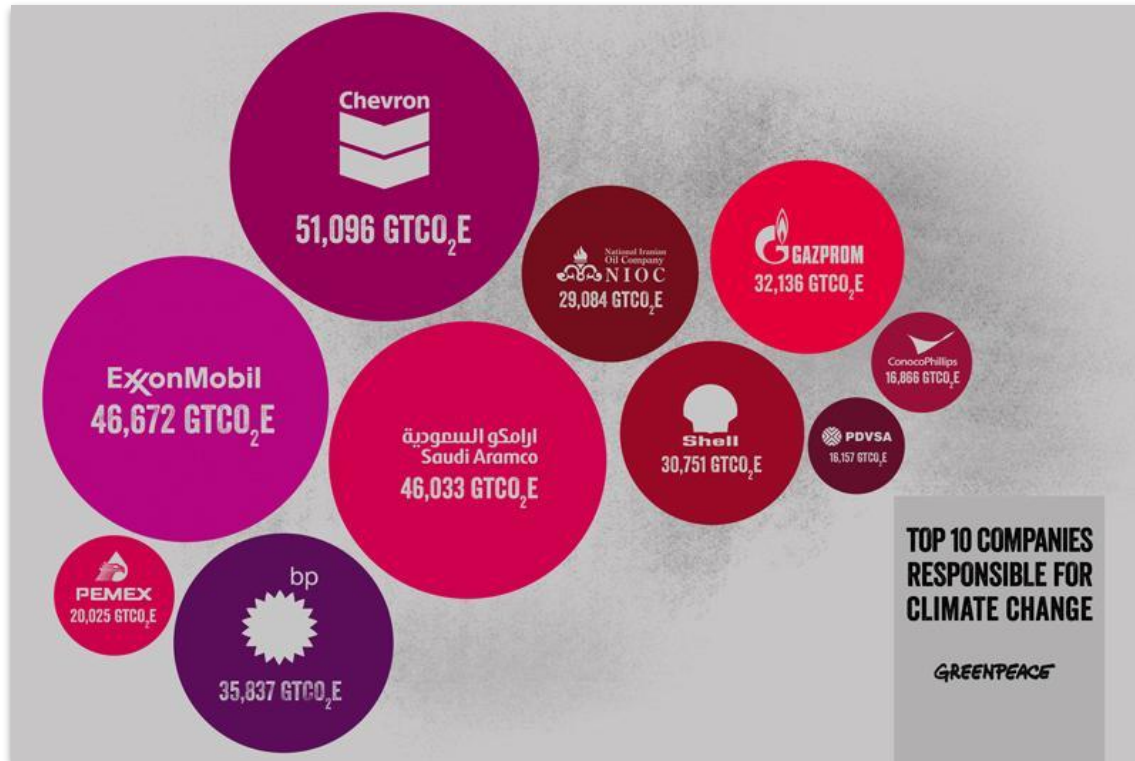 Chevron
51,096 GTCO₂E
National Iranian
Oil Company
NIOC
29,084 GTCO₂E
GAZPROM
32,136 GTCO₂E
ExxonMobil
46,672 GTCO₂E
ارامكو السعودية
Saudi Aramco
46,033 GTCO₂E
Shell
30,751 GTCO₂E
ConocoPhillips
16,866 GTCO₂E
PDVSA
16,157 GTCO₂E
PEMEX
20,025 GTCO₂E
bp
35,837 GTCO₂E
TOP 10 COMPANIES
RESPONSIBLE FOR
CLIMATE CHANGE
GREENPEACE